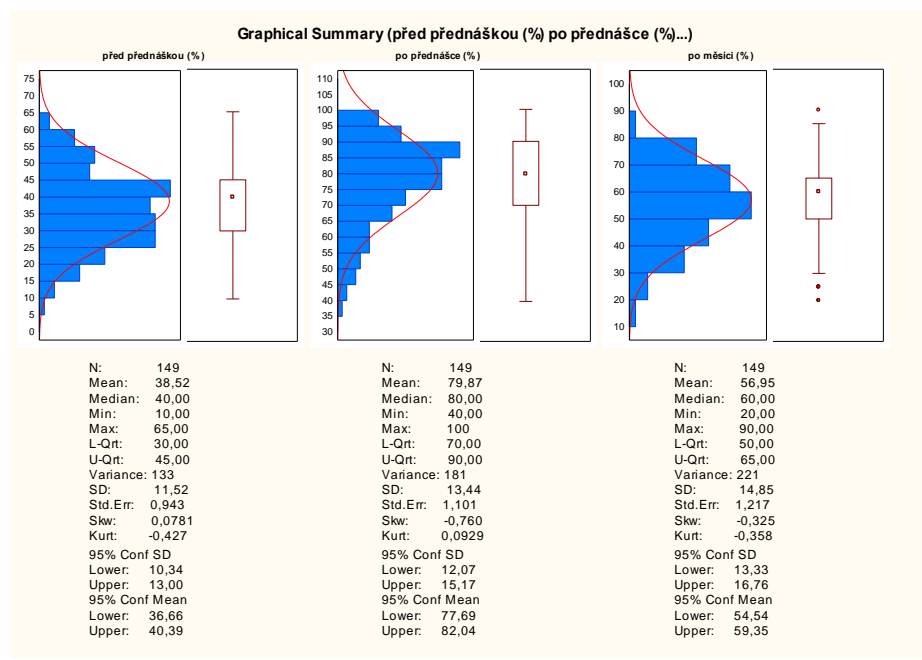 Graphical Summary (před přednáškou (%) po přednášce (%)...)
před přednáškou (%)
75
70
65
60
55
50
45
40
35
30
25
20
15
10
5
0
N: 149
Mean: 38,52
Median: 40,00
Min: 10,00
Max: 65,00
L-Qrt: 30,00
U-Qrt: 45,00
Variance: 133
SD: 11,52
Std.Err: 0,943
Skw: 0,0781
Kurt: -0,427
95% Conf SD
Lower: 10,34
Upper: 13,00
95% Conf Mean
Lower: 36,66
Upper: 40,39
po přednášce (%)
110
105
100
95
90
85
80
75
70
65
60
55
50
45
40
35
30
N: 149
Mean: 79,87
Median: 80,00
Min: 40,00
Max: 100
L-Qrt: 70,00
U-Qrt: 90,00
Variance: 181
SD: 13,44
Std.Err: 1,101
Skw: -0,760
Kurt: 0,0929
95% Conf SD
Lower: 12,07
Upper: 15,17
95% Conf Mean
Lower: 77,69
Upper: 82,04
po měsíci (%)
100
90
80
70
60
50
40
30
20
10
N: 149
Mean: 56,95
Median: 60,00
Min: 20,00
Max: 90,00
L-Qrt: 50,00
U-Qrt: 65,00
Variance: 221
SD: 14,85
Std.Err: 1,217
Skw: -0,325
Kurt: -0,358
95% Conf SD
Lower: 13,33
Upper: 16,76
95% Conf Mean
Lower: 54,54
Upper: 59,35